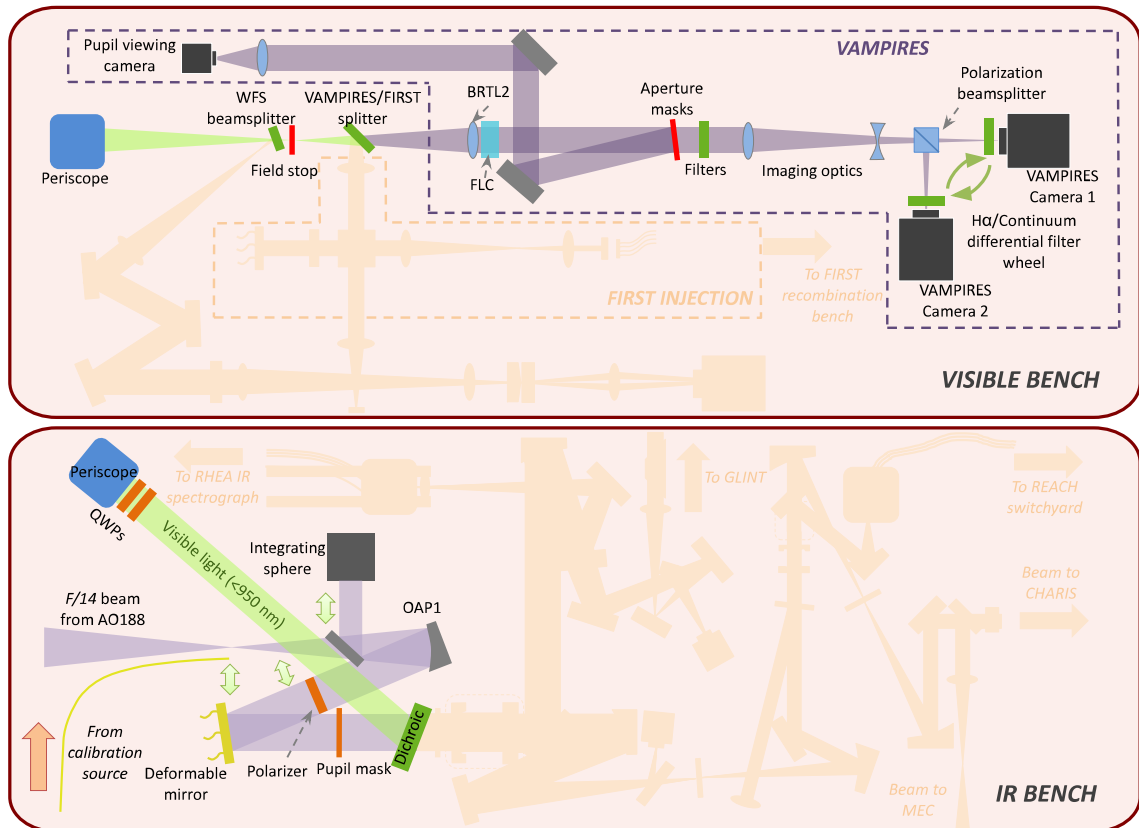 Pupil viewing
camera
VAMPIRES
Polarization
beamsplitter
WFS
beamsplitter
VAMPIRES/FIRST
splitter
BRTL2
Aperture
masks
Periscope
Field stop
FLC
Filters
Imaging optics
VAMPIRES
Camera 1
Hα/Continuum
differential filter
wheel
VAMPIRES
Camera 2
FIRST INJECTION
To FIRST
recombination
bench
VISIBLE BENCH
Periscope
QWPs
To RHEA IR
spectrograph
To GLINT
To REACH
switchyard
Visible light (<950 nm)
Integrating
sphere
Beam to
CHARIS
F/14 beam
from AO188
OAP1
From
calibration
source
Deformable
mirror
Polarizer
Pupil mask
Dichroic
Beam to
MEC
IR BENCH